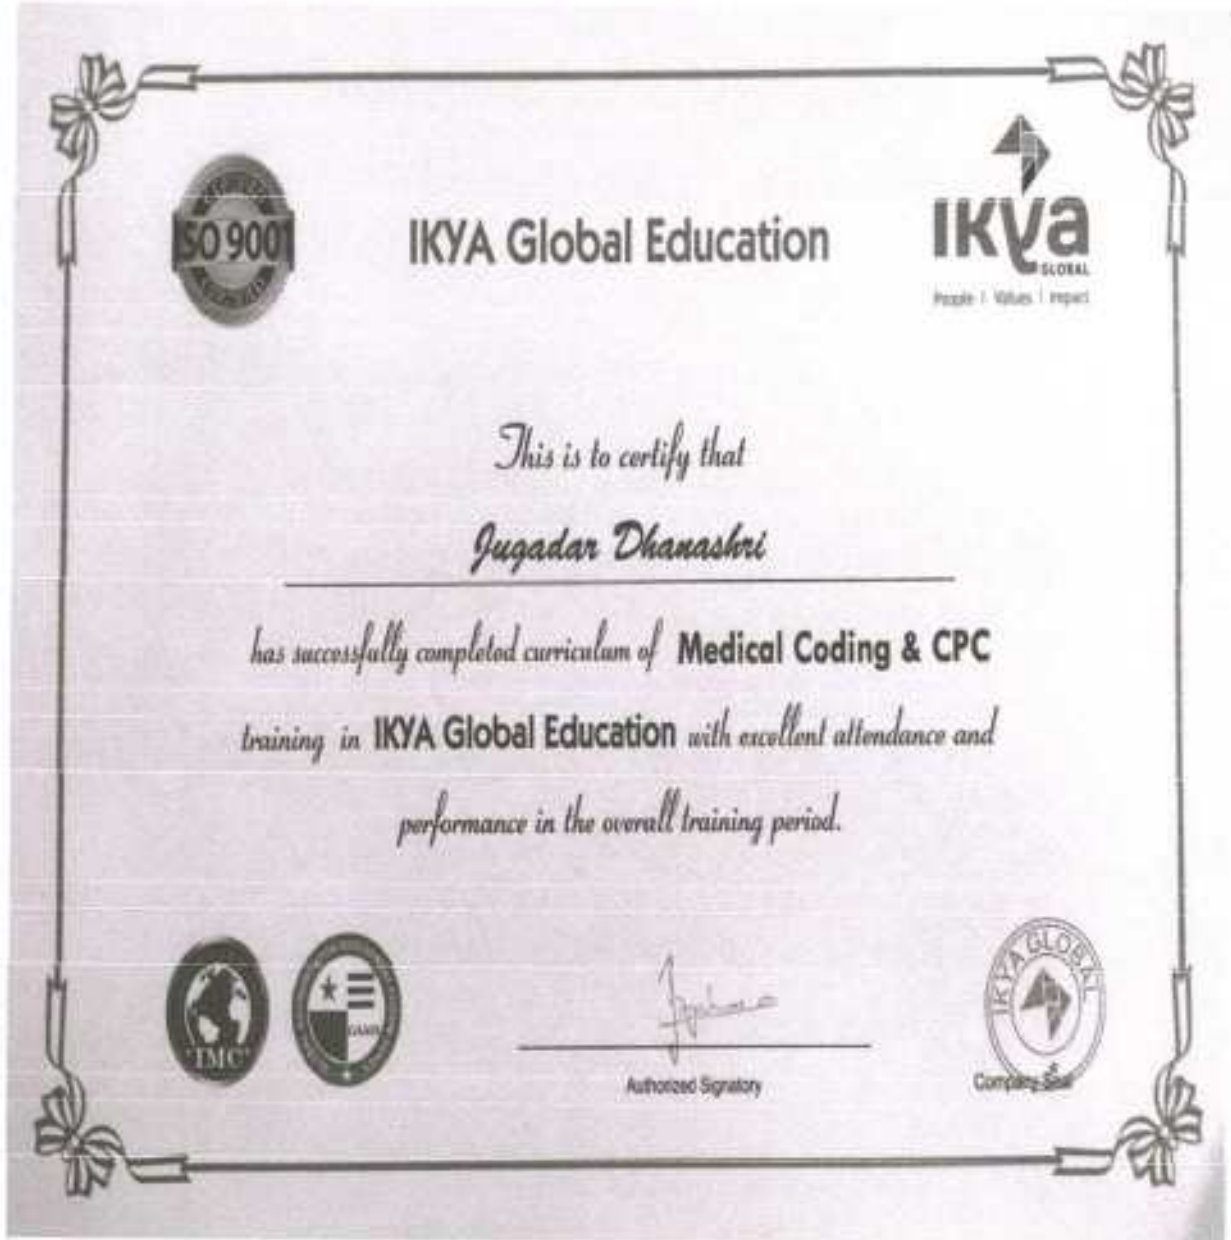 ISO 9001
IKYA Global Education
IKya
GLOBAL
People | Values | Impact
This is to certify that
Jugadar Dhanashri
has successfully completed curriculum of Medical Coding & CPC
training in IKYA Global Education with excellent attendance and
performance in the overall training period.
TMC
IKYA GLOBAL
Authorized Signatory
Company Seal